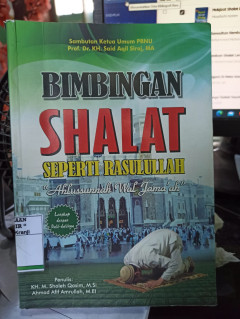 Sambutan Ketua Umum PBNU
Prof. Dr. KH. Said Aqil Siroj, MA
BIMBINGAN
SHALAT
SEPERTI RASULULLAH
"Ahlussunnah Wal Jama'ah"
Lengkap
dengan
Dalil-dalilnya
Penulis:
KH. M. Sholeh Qosim, M.Si
Ahmad Afif Amrullah, M.EI